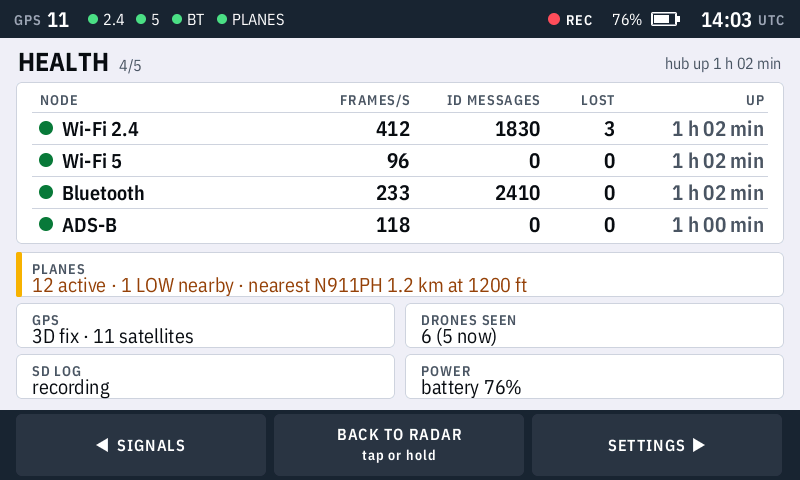 GPS 11 2.4 5 BT PLANES REC 76% 14:03 UTC
HEALTH 4/5 hub up 1 h 02 min
NODE FRAMES/S ID MESSAGES LOST UP
Wi-Fi 2.4 412 1830 3 1 h 02 min
Wi-Fi 5 96 0 0 1 h 02 min
Bluetooth 233 2410 0 1 h 02 min
ADS-B 118 0 0 1 h 00 min
PLANES
12 active · 1 LOW nearby · nearest N911PH 1.2 km at 1200 ft
GPS
3D fix · 11 satellites
DRONES SEEN
6 (5 now)
SD LOG
recording
POWER
battery 76%
◀ SIGNALS
BACK TO RADAR
tap or hold
SETTINGS ▶